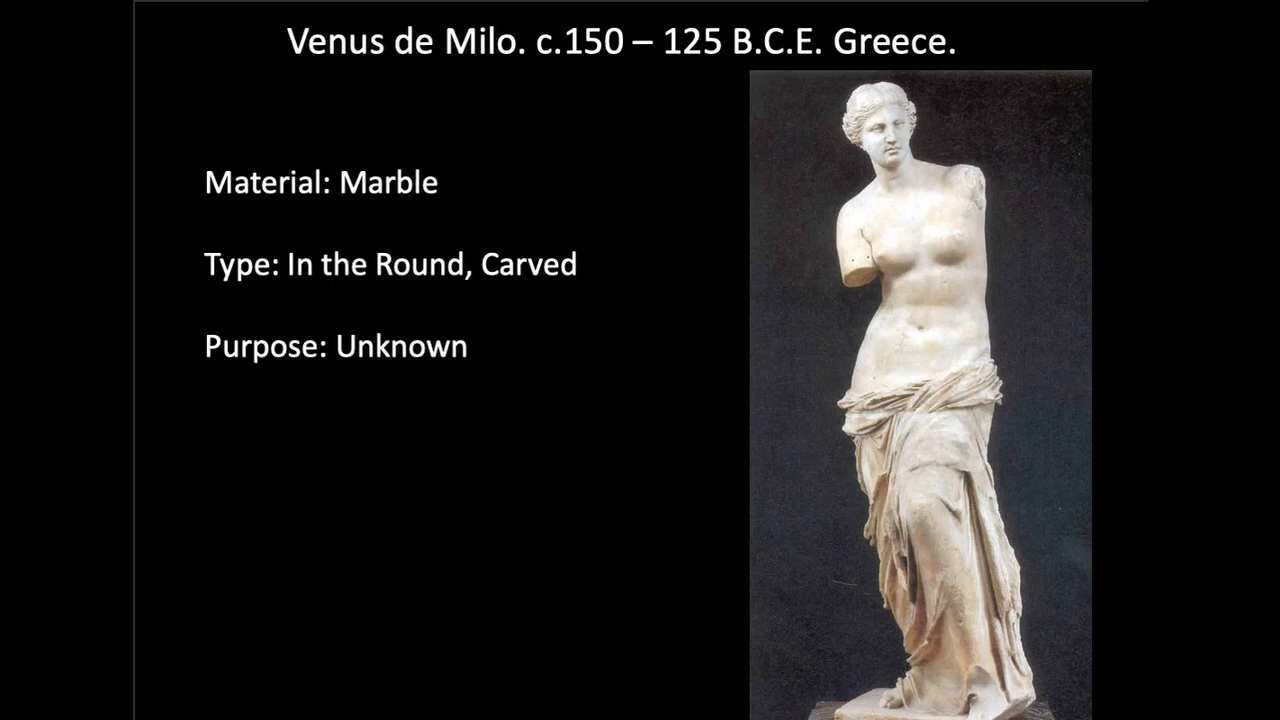 Venus de Milo. c.150 – 125 B.C.E. Greece.
Material: Marble
Type: In the Round, Carved
Purpose: Unknown